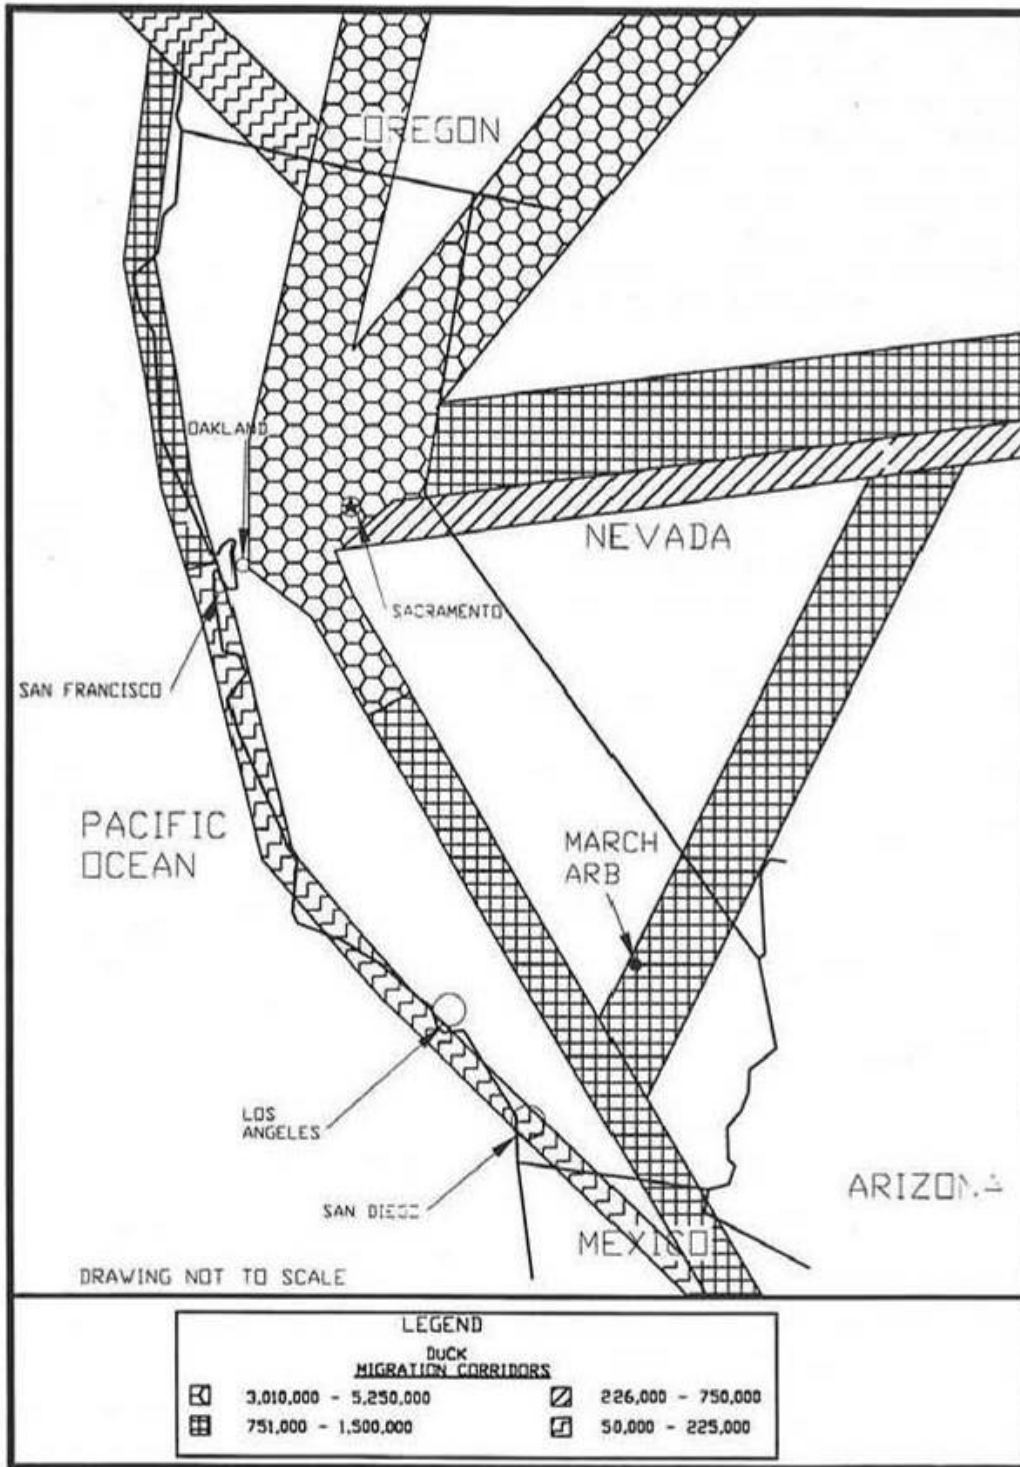 OREGON
OAKLAND
NEVADA
SACRAMENTO
SAN FRANCISCO
PACIFIC
OCEAN
MARCH
ARB
LOS
ANGELES
ARIZONA
SAN DIEGO
MEXICO
DRAWING NOT TO SCALE
LEGEND
DUCK
MIGRATION CORRIDORS
3,010,000 - 5,250,000
226,000 - 750,000
751,000 - 1,500,000
50,000 - 225,000